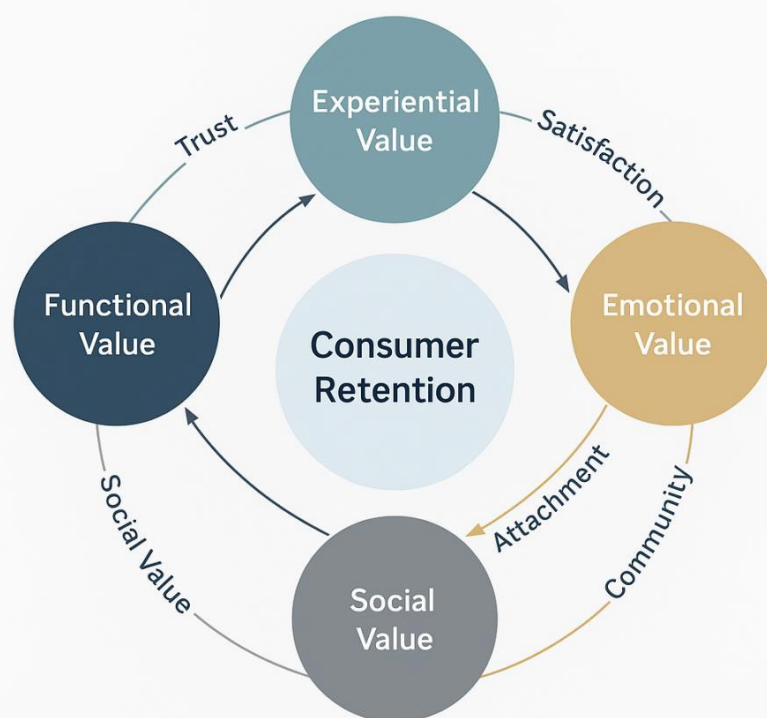 Experiential
Value
Trust
Satisfaction
Functional
Value
Emotional
Value
Consumer
Retention
Attachment
Community
Social Value
Social
Value